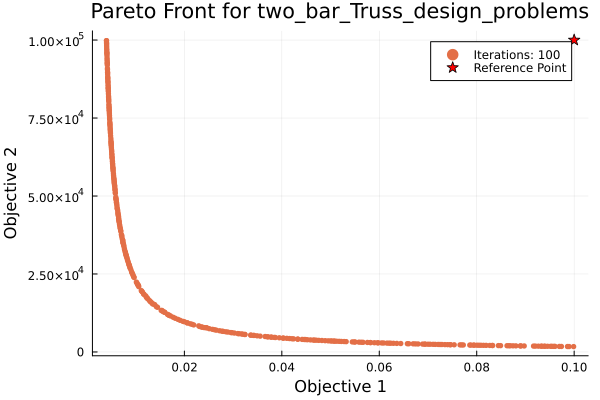 Pareto Front for two_bar_Truss_design_problems
1.00×10⁵
7.50×10⁴
5.00×10⁴
2.50×10⁴
0
Objective 2
Iterations: 100
Reference Point
0.02 0.04 0.06 0.08 0.10
Objective 1